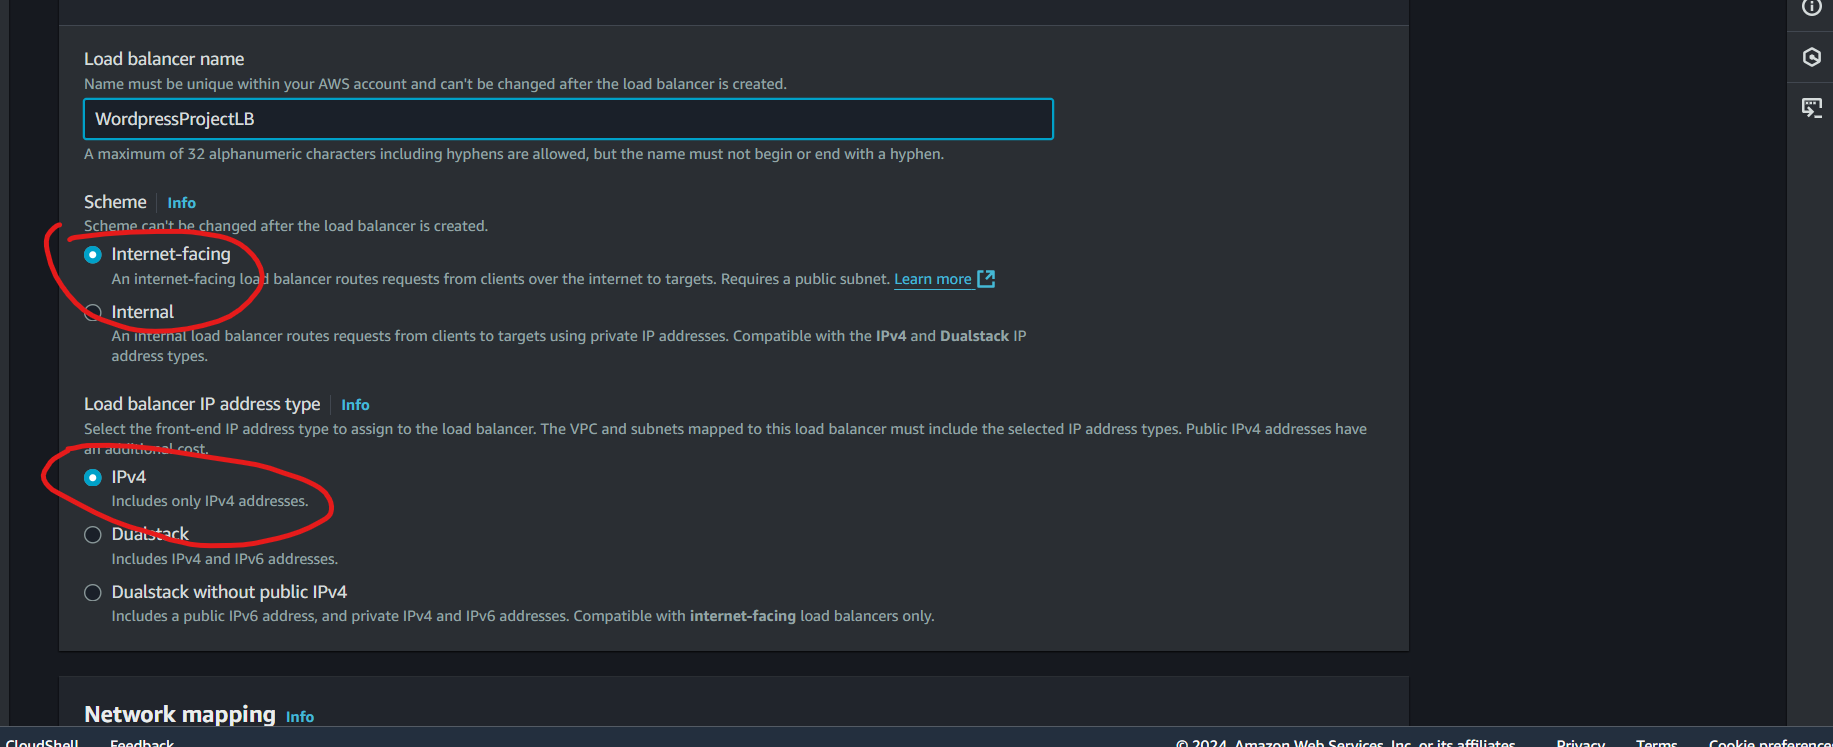 Load balancer name
Name must be unique within your AWS account and can't be changed after the load balancer is created.
WordpressProjectLB
A maximum of 32 alphanumeric characters including hyphens are allowed, but the name must not begin or end with a hyphen.
Scheme Info
Scheme can't be changed after the load balancer is created.
Internet-facing
An internet-facing load balancer routes requests from clients over the internet to targets. Requires a public subnet. Learn more
Internal
An internal load balancer routes requests from clients to targets using private IP addresses. Compatible with the IPv4 and Dualstack IP
address types.
Load balancer IP address type Info
Select the front-end IP address type to assign to the load balancer. The VPC and subnets mapped to this load balancer must include the selected IP address types. Public IPv4 addresses have
an additional cost.
IPv4
Includes only IPv4 addresses.
Dualstack
Includes IPv4 and IPv6 addresses.
Dualstack without public IPv4
Includes a public IPv6 address, and private IPv4 and IPv6 addresses. Compatible with internet-facing load balancers only.
Network mapping Info
CloudShell Feedback © 2024, Amazon Web Services, Inc. or its affiliates. Privacy Terms Cookie preference